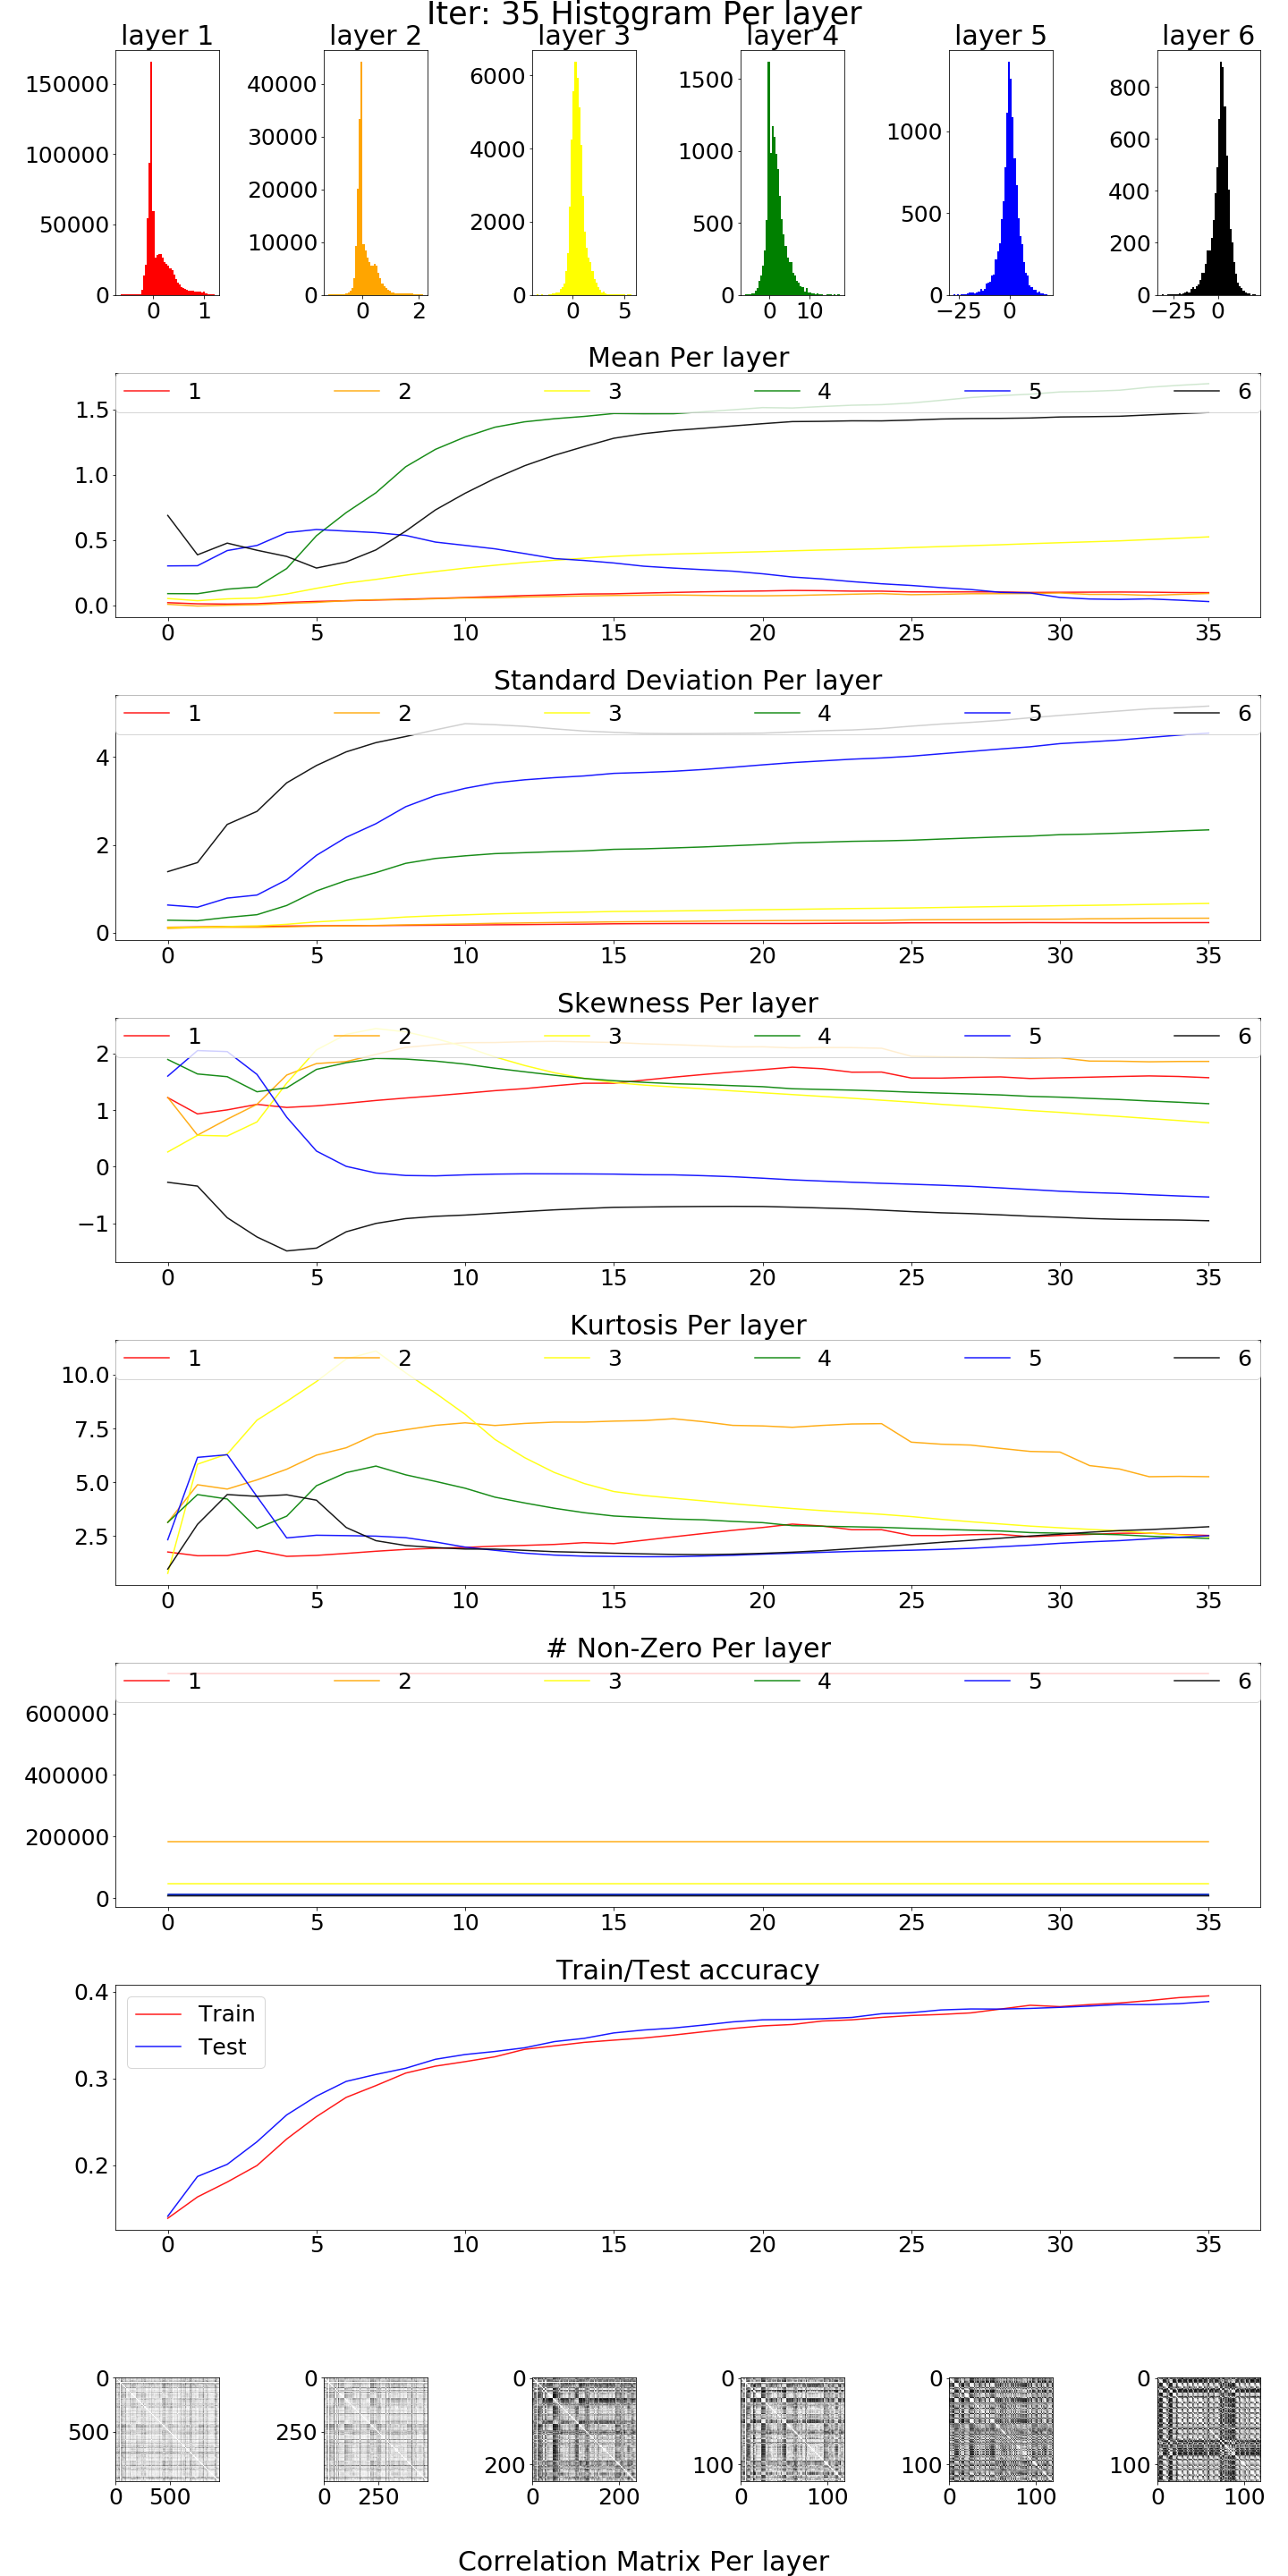 Iter: 35 Histogram Per layer
layer 1 layer 2 layer 3 layer 4 layer 5 layer 6
150000 100000 50000 0
0 1
40000 30000 20000 10000 0
0 2
6000 4000 2000 0
0 5
1500 1000 500 0
0 10
1000 500 0
−25 0
800 600 400 200 0
−25 0
Mean Per layer
1 2 3 4 5 6
1.5
1.0
0.5
0.0
0 5 10 15 20 25 30 35
Standard Deviation Per layer
1 2 3 4 5 6
4
2
0
0 5 10 15 20 25 30 35
Skewness Per layer
1 2 3 4 5 6
2
1
0
−1
0 5 10 15 20 25 30 35
Kurtosis Per layer
1 2 3 4 5 6
10.0
7.5
5.0
2.5
0 5 10 15 20 25 30 35
# Non-Zero Per layer
1 2 3 4 5 6
600000
400000
200000
0
0 5 10 15 20 25 30 35
Train/Test accuracy
Train
Test
0.4
0.3
0.2
0 5 10 15 20 25 30 35
0 500
0 500
0 250
0 250
0 200
0 200
0 100
0 100
0 100
0 100
0 100
0 100
Correlation Matrix Per layer